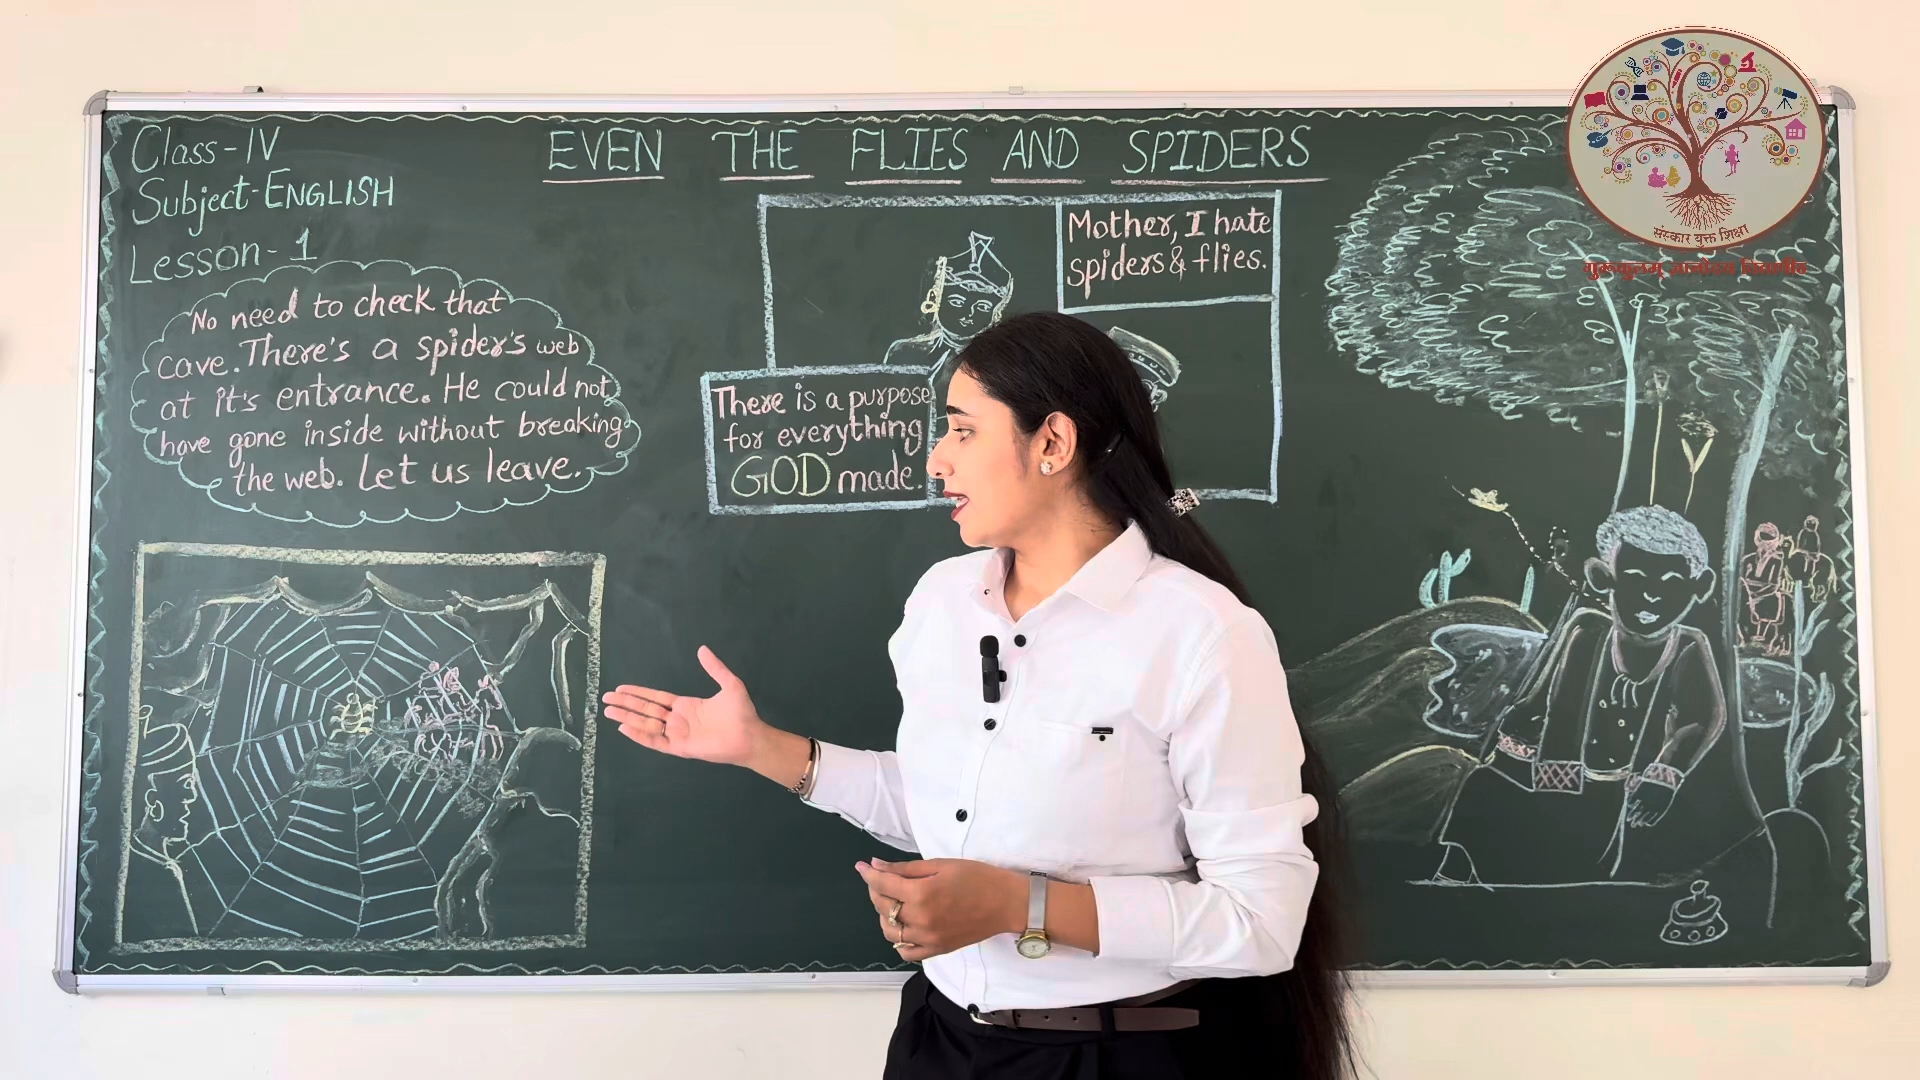 Class-IV
Subject-ENGLISH
Lesson-1
EVEN THE FLIES AND SPIDERS
No need to check that
cave. There's a spider's web
at it's entrance. He could not
have gone inside without breaking
the web. Let us leave.
Mother, I hate
spiders & flies.
There is a purpose
for everything
GOD made.
संस्कार युक्त शिक्षा
गुरूकुलम् ज्ञानोदय विद्यापीठ